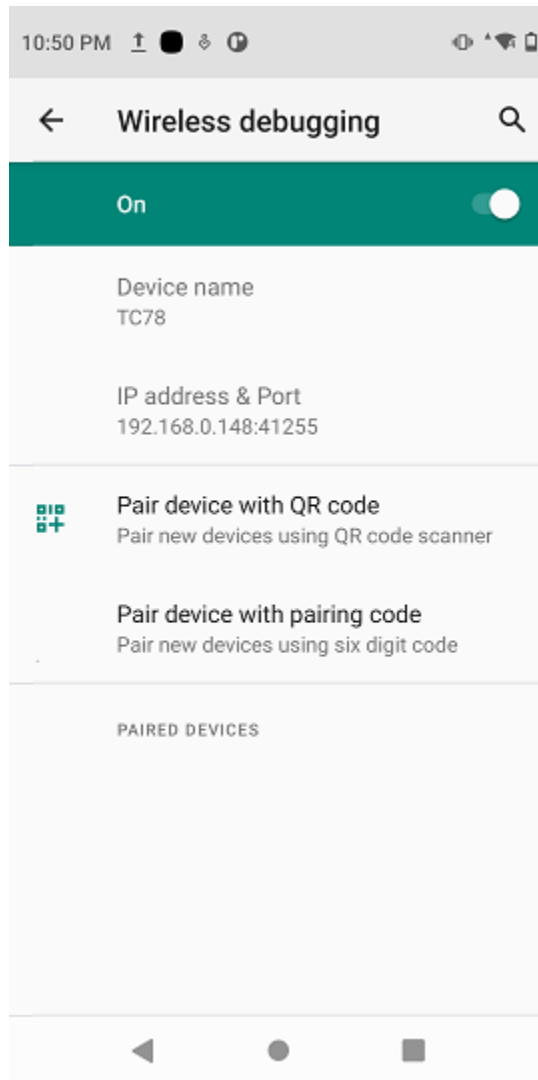 10:50 PM
Wireless debugging
On
Device name
TC78
IP address & Port
192.168.0.148:41255
Pair device with QR code
Pair new devices using QR code scanner
Pair device with pairing code
Pair new devices using six digit code
PAIRED DEVICES